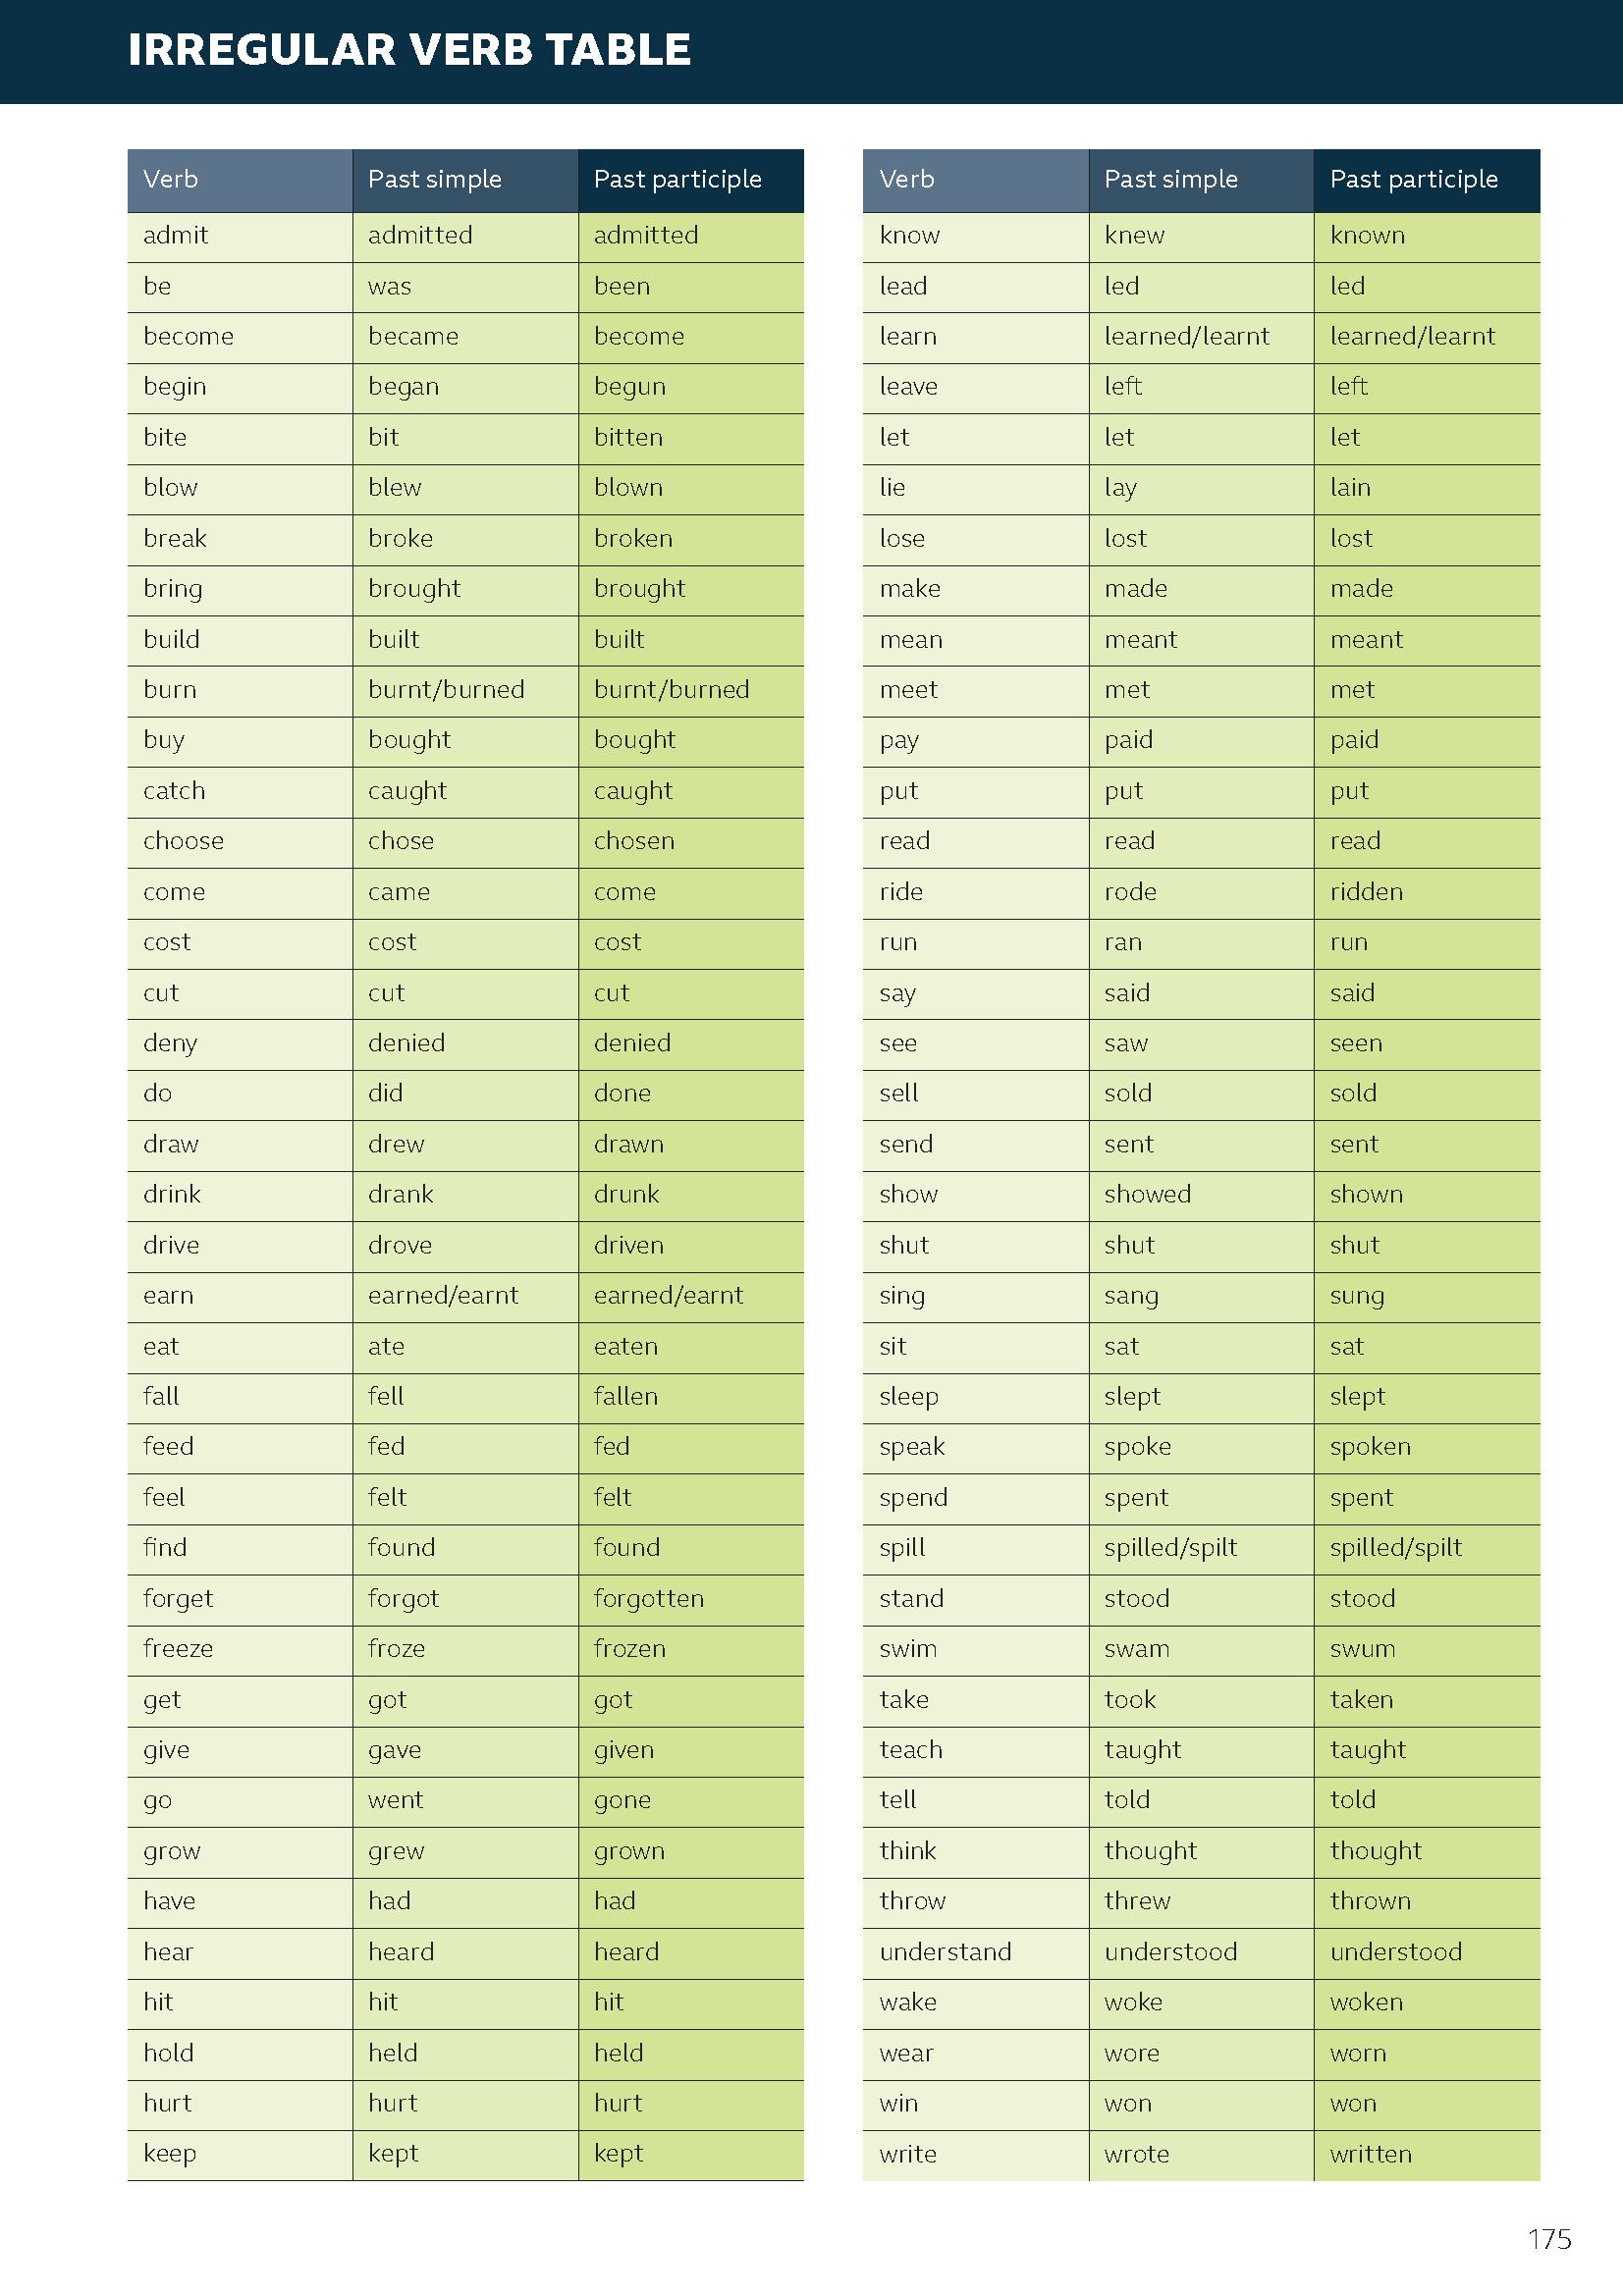 IRREGULAR VERB TABLE
Verb Past simple Past participle
admit admitted admitted
be was been
become became become
begin began begun
bite bit bitten
blow blew blown
break broke broken
bring brought brought
build built built
burn burnt/burned burnt/burned
buy bought bought
catch caught caught
choose chose chosen
come came come
cost cost cost
cut cut cut
deny denied denied
do did done
draw drew drawn
drink drank drunk
drive drove driven
earn earned/earnt earned/earnt
eat ate eaten
fall fell fallen
feed fed fed
feel felt felt
find found found
forget forgot forgotten
freeze froze frozen
get got got
give gave given
go went gone
grow grew grown
have had had
hear heard heard
hit hit hit
hold held held
hurt hurt hurt
keep kept kept
Verb Past simple Past participle
know knew known
lead led led
learn learned/learnt learned/learnt
leave left left
let let let
lie lay lain
lose lost lost
make made made
mean meant meant
meet met met
pay paid paid
put put put
read read read
ride rode ridden
run ran run
say said said
see saw seen
sell sold sold
send sent sent
show showed shown
shut shut shut
sing sang sung
sit sat sat
sleep slept slept
speak spoke spoken
spend spent spent
spill spilled/spilt spilled/spilt
stand stood stood
swim swam swum
take took taken
teach taught taught
tell told told
think thought thought
throw threw thrown
understand understood understood
wake woke woken
wear wore worn
win won won
write wrote written
175